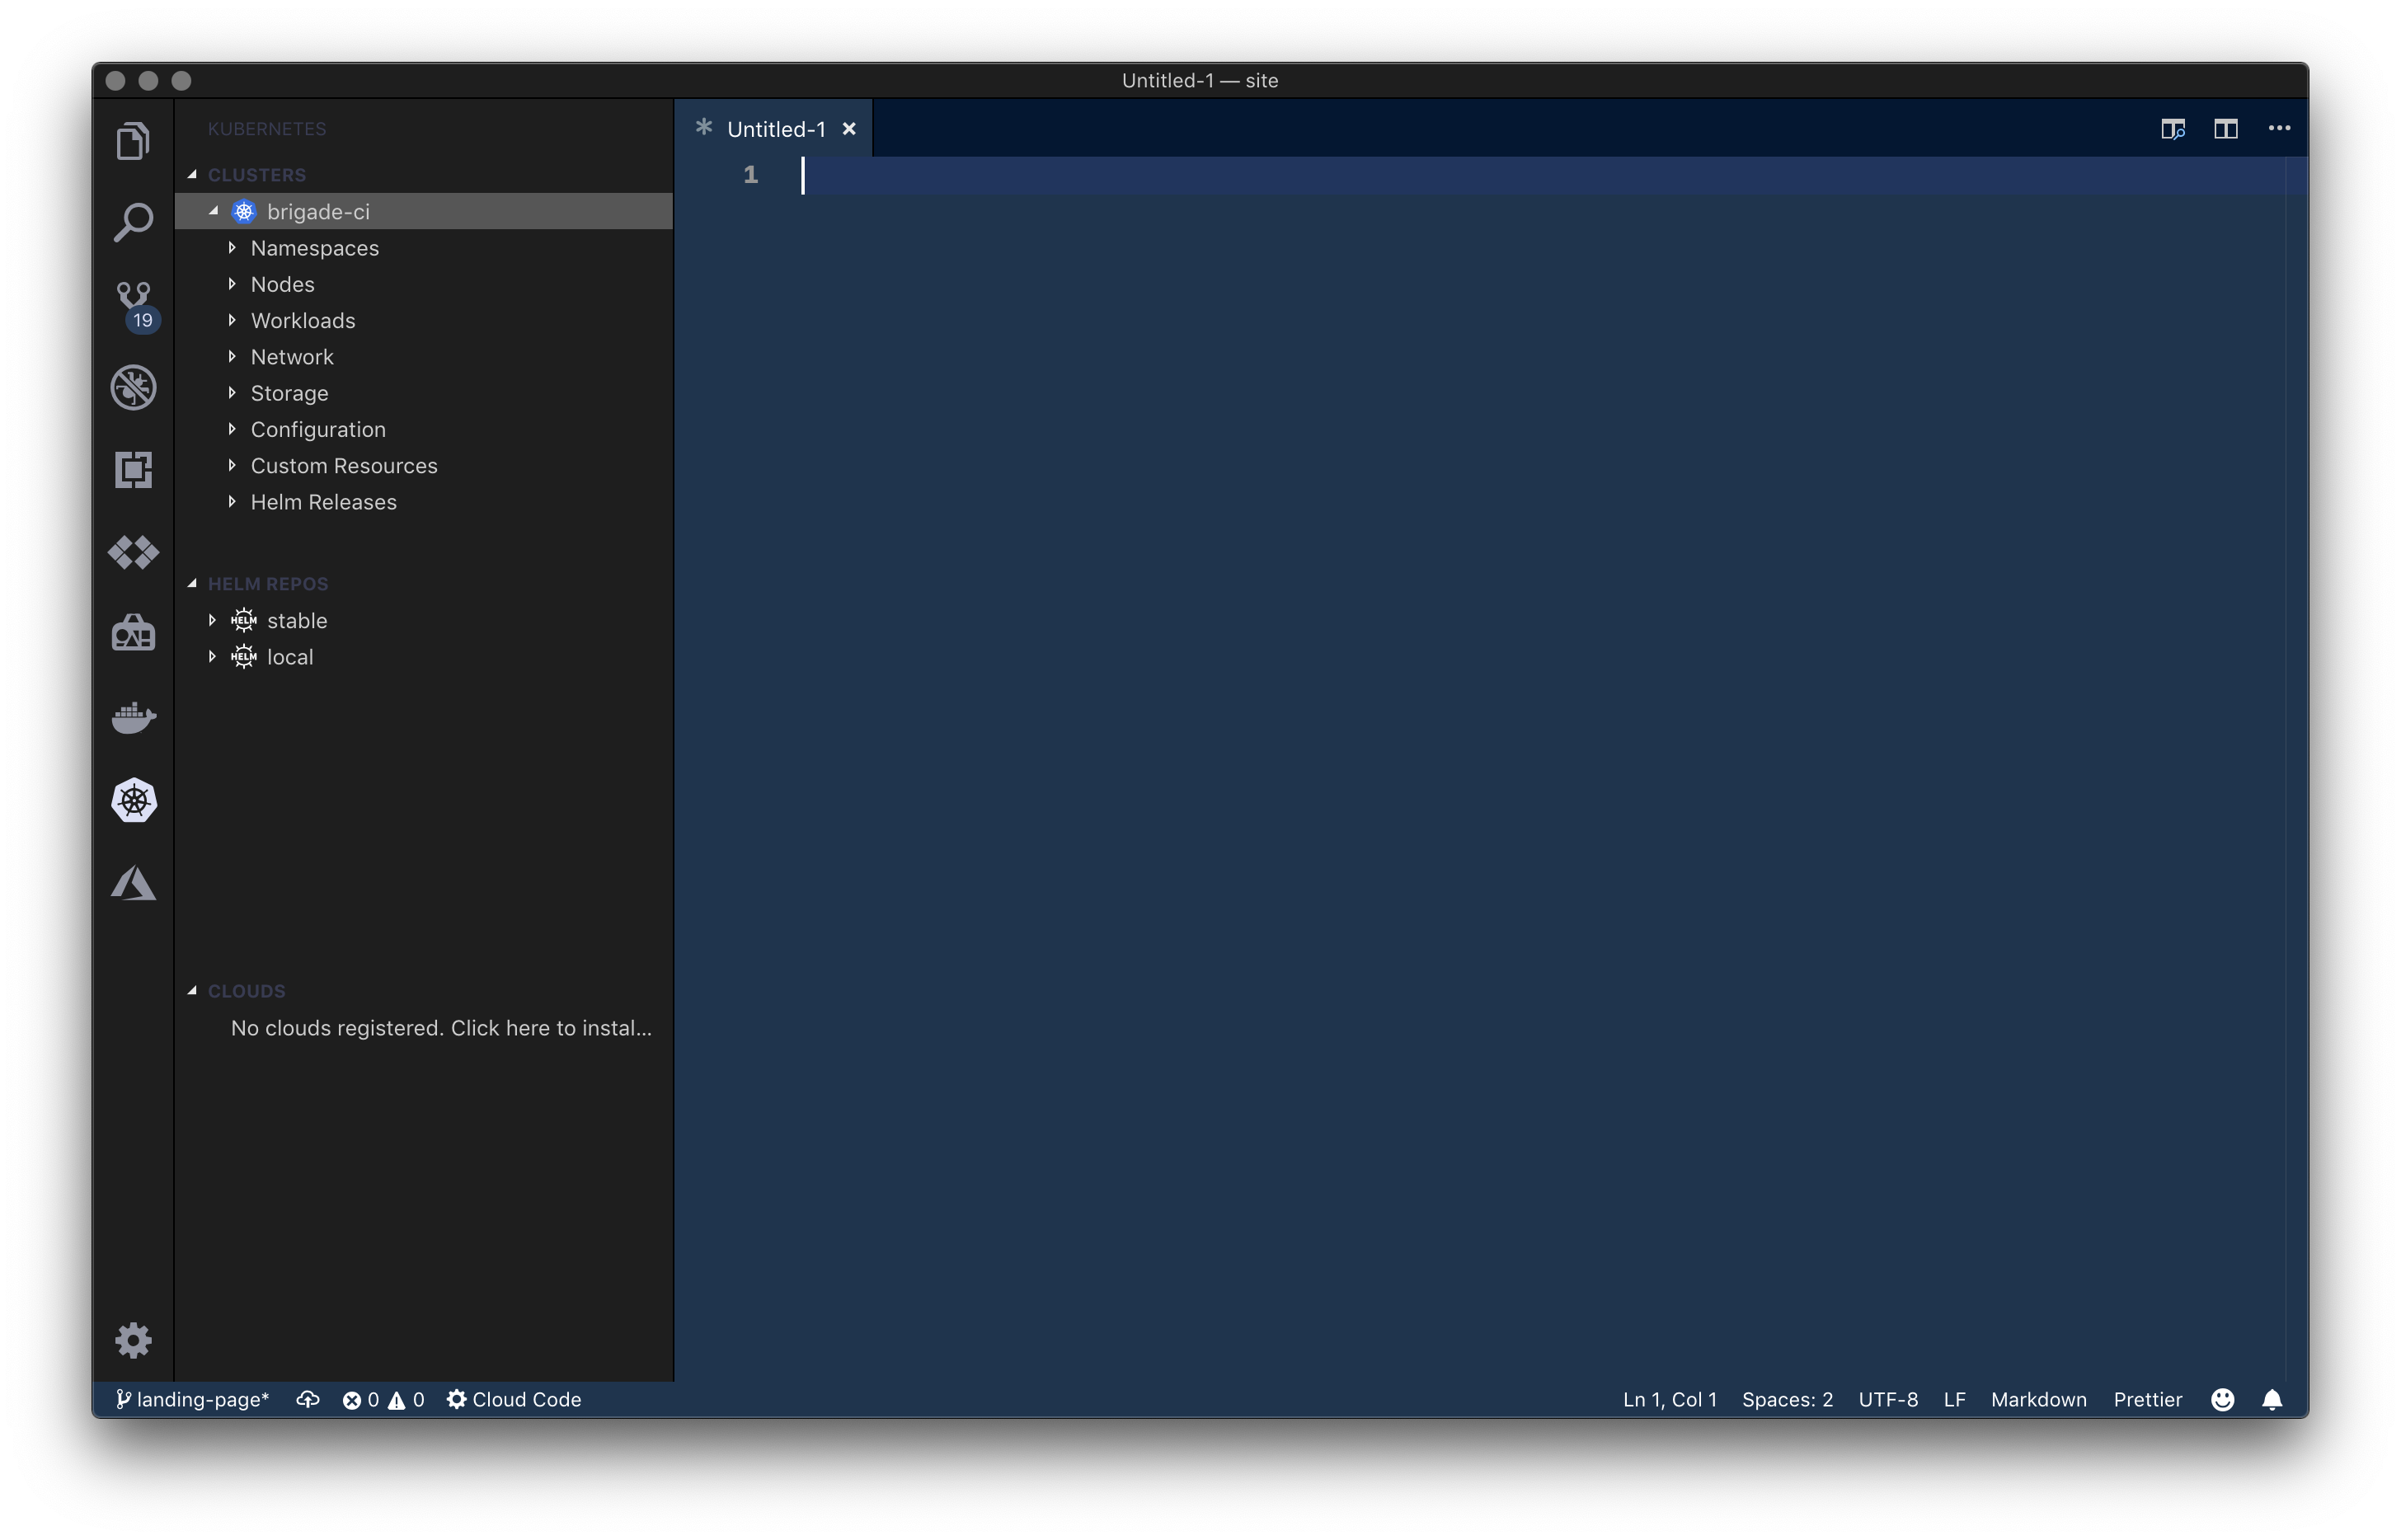 Untitled-1 — site
KUBERNETES
CLUSTERS
brigade-ci
Namespaces
Nodes
Workloads
Network
Storage
Configuration
Custom Resources
Helm Releases
HELM REPOS
HELM stable
HELM local
CLOUDS
No clouds registered. Click here to instal...
19
Untitled-1
1
landing-page* 0 0 Cloud Code
Ln 1, Col 1 Spaces: 2 UTF-8 LF Markdown Prettier